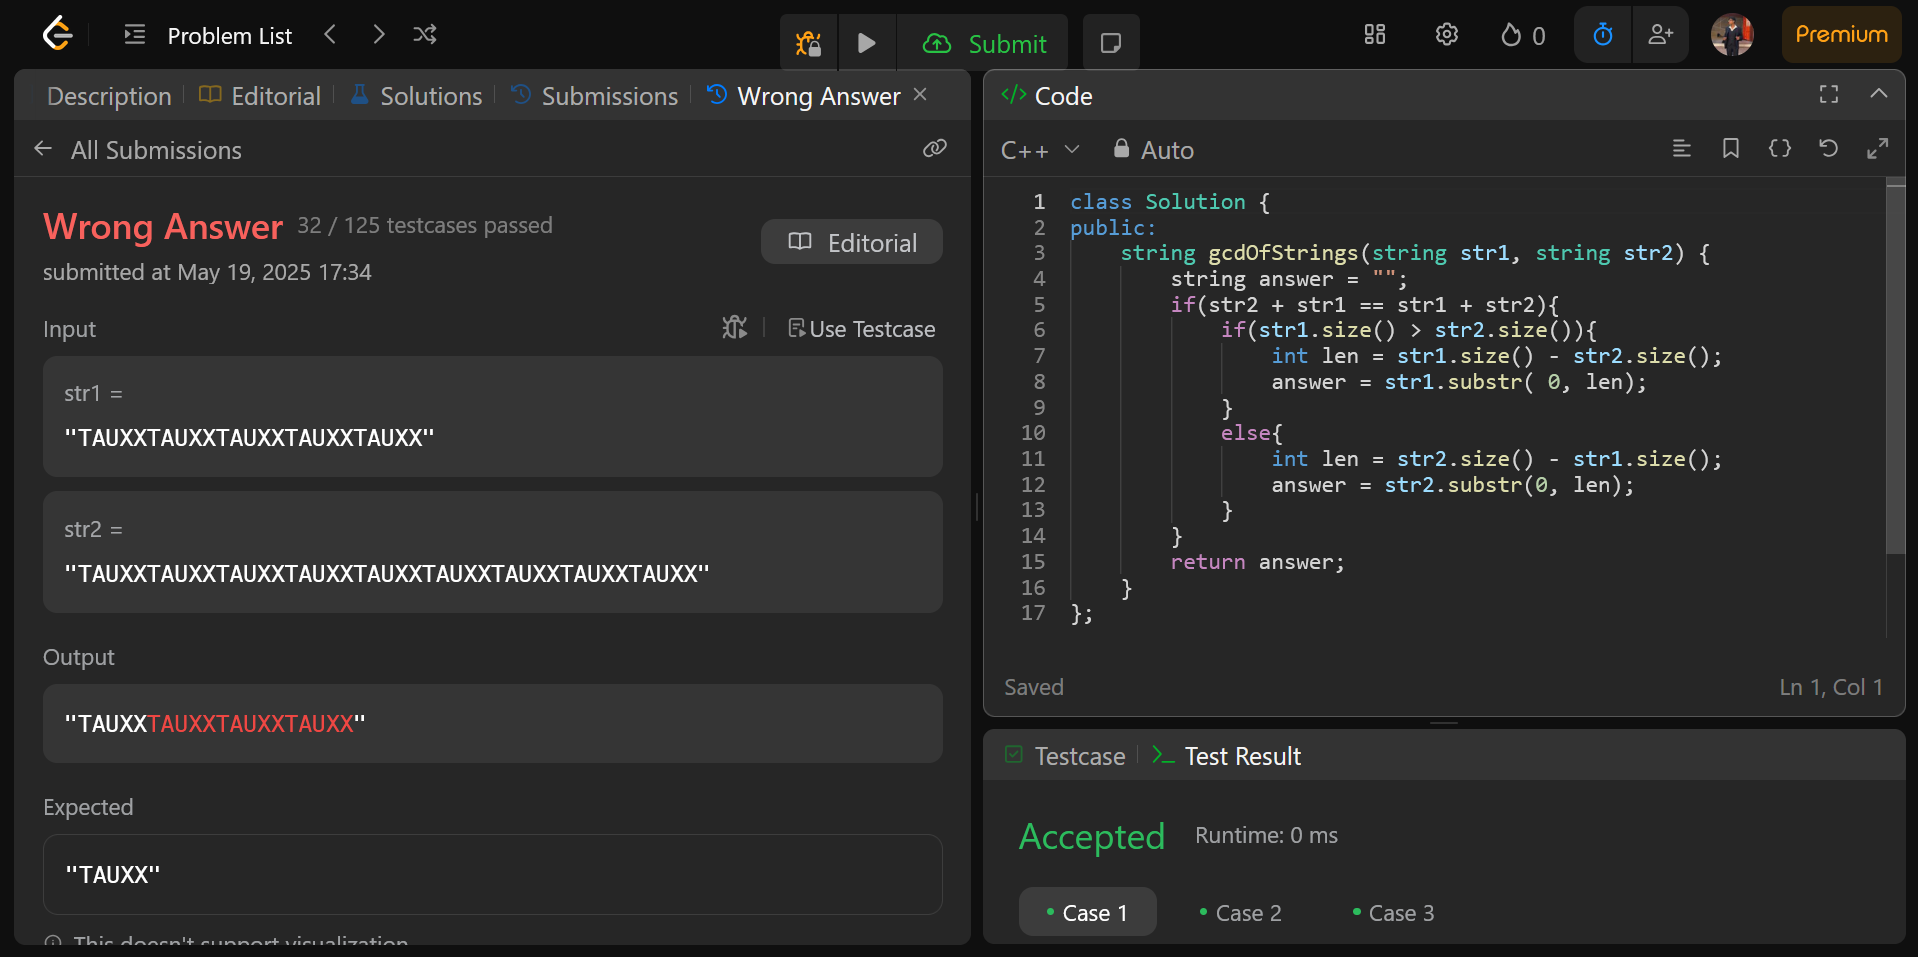 Problem List
Submit
0
Premium
Description
Editorial
Solutions
Submissions
Wrong Answer
All Submissions
Wrong Answer 32 / 125 testcases passed
submitted at May 19, 2025 17:34
Editorial
Input
Use Testcase
str1 =
"TAUXXTAUXXTAUXXTAUXXTAUXX"
str2 =
"TAUXXTAUXXTAUXXTAUXXTAUXXTAUXXTAUXXTAUXXTAUXX"
Output
"TAUXXTAUXXTAUXXTAUXX"
Expected
"TAUXX"
This doesn't support visualization
</> Code
C++
Auto
1 class Solution {
2 public:
3     string gcdOfStrings(string str1, string str2) {
4         string answer = "";
5         if(str2 + str1 == str1 + str2){
6             if(str1.size() > str2.size()){
7                 int len = str1.size() - str2.size();
8                 answer = str1.substr( 0, len);
9             }
10             else{
11                 int len = str2.size() - str1.size();
12                 answer = str2.substr(0, len);
13             }
14         }
15         return answer;
16     }
17 };
Saved
Ln 1, Col 1
Testcase
Test Result
Accepted Runtime: 0 ms
Case 1
Case 2
Case 3